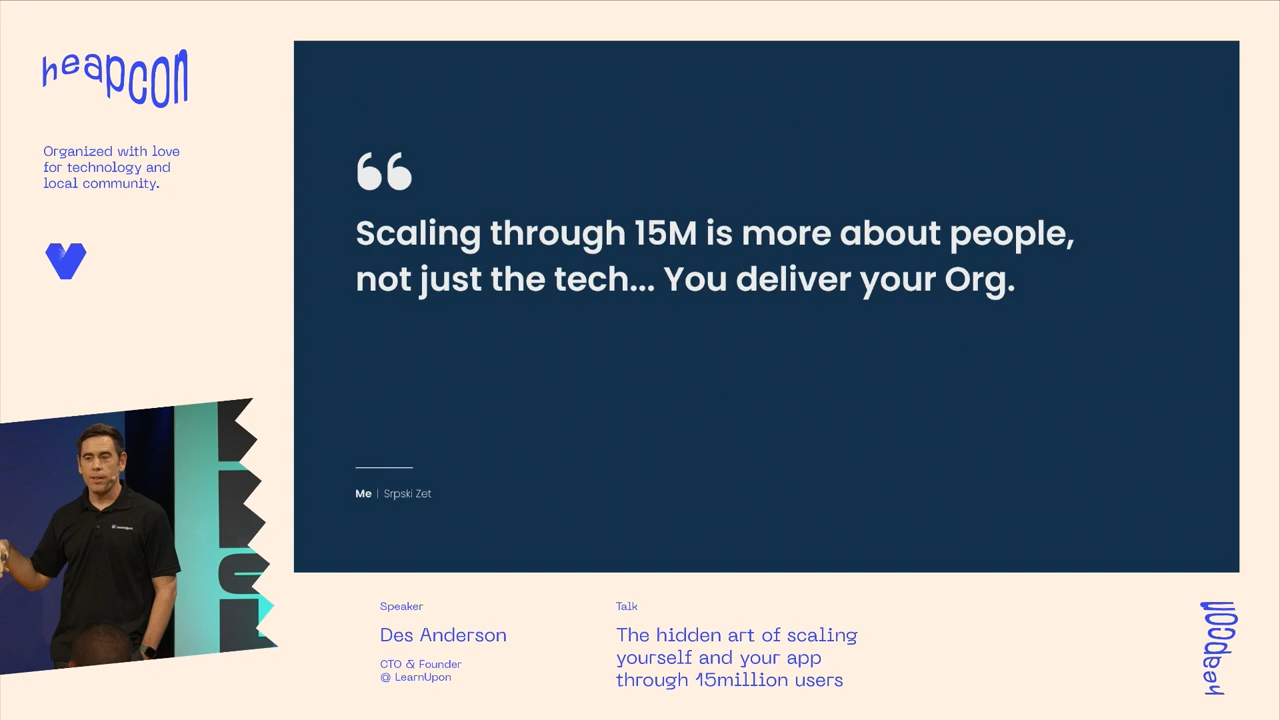 heapcon
Organized with love
for technology and
local community.
“
Scaling through 15M is more about people,
not just the tech... You deliver your Org.
Me | Srpski Zet
LearnUpon
Speaker
Des Anderson
CTO & Founder
@ LearnUpon
Talk
The hidden art of scaling
yourself and your app
through 15million users
heapcon